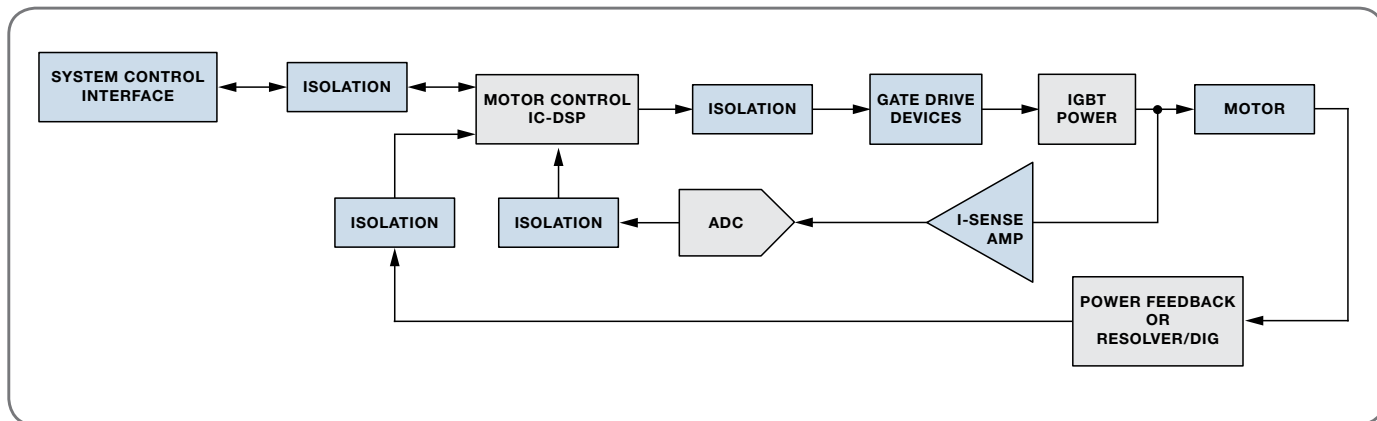 SYSTEM CONTROL
INTERFACE
ISOLATION
MOTOR CONTROL
IC-DSP
ISOLATION
GATE DRIVE
DEVICES
IGBT
POWER
MOTOR
ISOLATION
ISOLATION
ADC
I-SENSE
AMP
POWER FEEDBACK
OR
RESOLVER/DIG